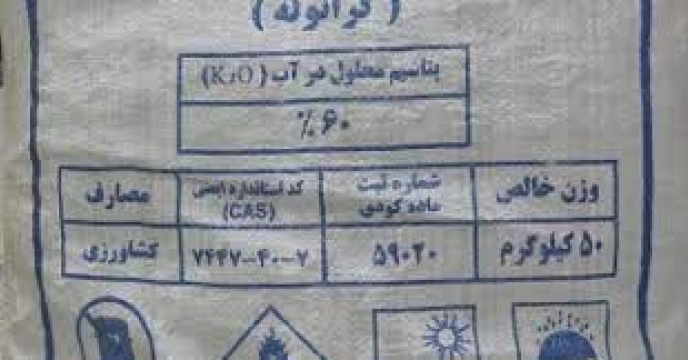 ( گرانوله )
پتاسیم محلول در آب ( K2O)
%۶۰
وزن خالص
شماره ثبت ماده کودی
کد استاندارد ایمنی (CAS)
مصارف
۵۰ کیلوگرم
۵۹۰۲۰
۷۴۴۷-۴۰-۷
کشاورزی